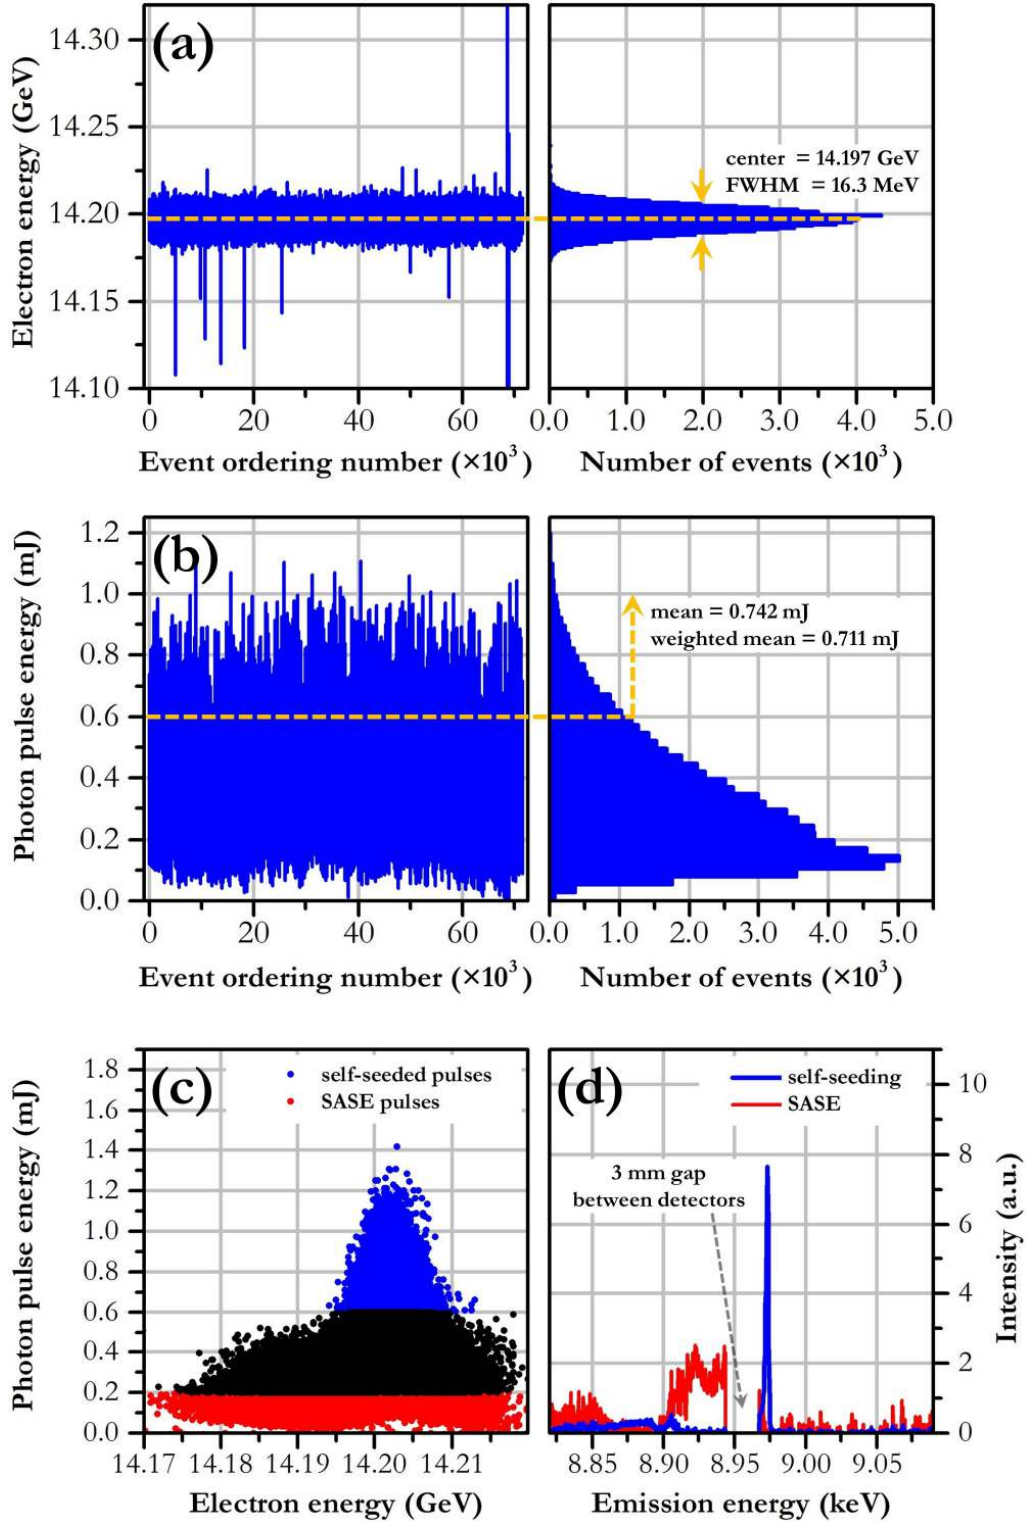 (a)
Electron energy (GeV)
14.30
14.25
14.20
14.15
14.10
center = 14.197 GeV
FWHM = 16.3 MeV
0 20 40 60
0.0 1.0 2.0 3.0 4.0 5.0
Event ordering number (×10³)
Number of events (×10³)
(b)
Photon pulse energy (mJ)
1.2
1.0
0.8
0.6
0.4
0.2
0.0
mean = 0.742 mJ
weighted mean = 0.711 mJ
0 20 40 60
0.0 1.0 2.0 3.0 4.0 5.0
Event ordering number (×10³)
Number of events (×10³)
(c)
Photon pulse energy (mJ)
1.8
1.6
1.4
1.2
1.0
0.8
0.6
0.4
0.2
0.0
self-seeded pulses
SASE pulses
14.17 14.18 14.19 14.20 14.21
Electron energy (GeV)
(d)
self-seeding
SASE
3 mm gap
between detectors
10
8
6
4
2
0
Intensity (a.u.)
8.85 8.90 8.95 9.00 9.05
Emission energy (keV)